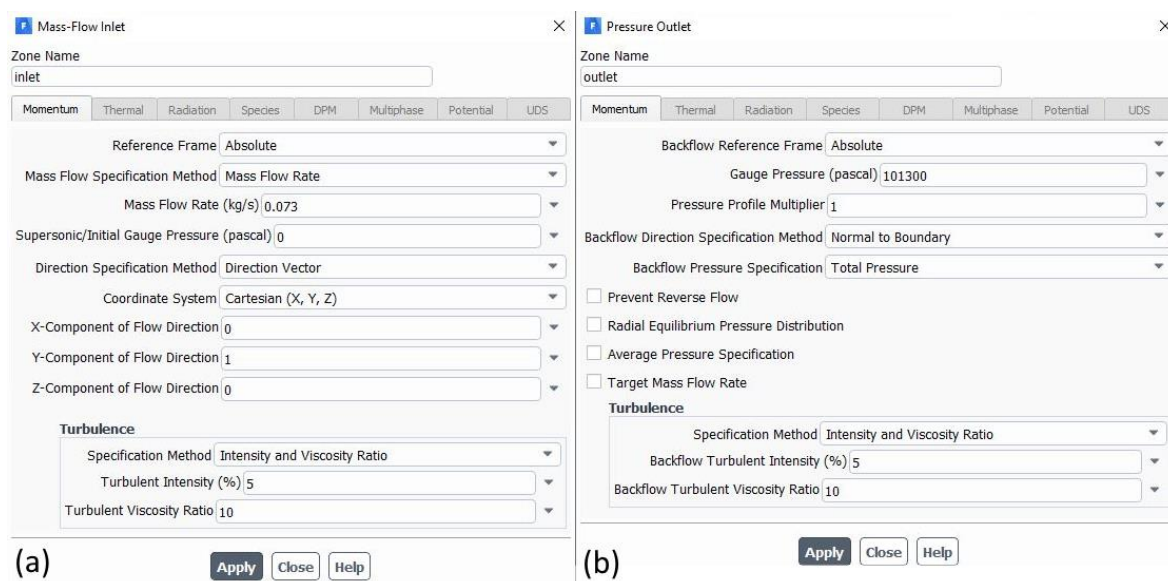 Mass-Flow Inlet
Zone Name
inlet
Momentum Thermal Radiation Species DPM Multiphase Potential UDS
Reference Frame Absolute
Mass Flow Specification Method Mass Flow Rate
Mass Flow Rate (kg/s) 0.073
Supersonic/Initial Gauge Pressure (pascal) 0
Direction Specification Method Direction Vector
Coordinate System Cartesian (X, Y, Z)
X-Component of Flow Direction 0
Y-Component of Flow Direction 1
Z-Component of Flow Direction 0
Turbulence
Specification Method Intensity and Viscosity Ratio
Turbulent Intensity (%) 5
Turbulent Viscosity Ratio 10
(a)
Apply Close Help
Pressure Outlet
Zone Name
outlet
Momentum Thermal Radiation Species DPM Multiphase Potential UDS
Backflow Reference Frame Absolute
Gauge Pressure (pascal) 101300
Pressure Profile Multiplier 1
Backflow Direction Specification Method Normal to Boundary
Backflow Pressure Specification Total Pressure
Prevent Reverse Flow
Radial Equilibrium Pressure Distribution
Average Pressure Specification
Target Mass Flow Rate
Turbulence
Specification Method Intensity and Viscosity Ratio
Backflow Turbulent Intensity (%) 5
Backflow Turbulent Viscosity Ratio 10
(b)
Apply Close Help